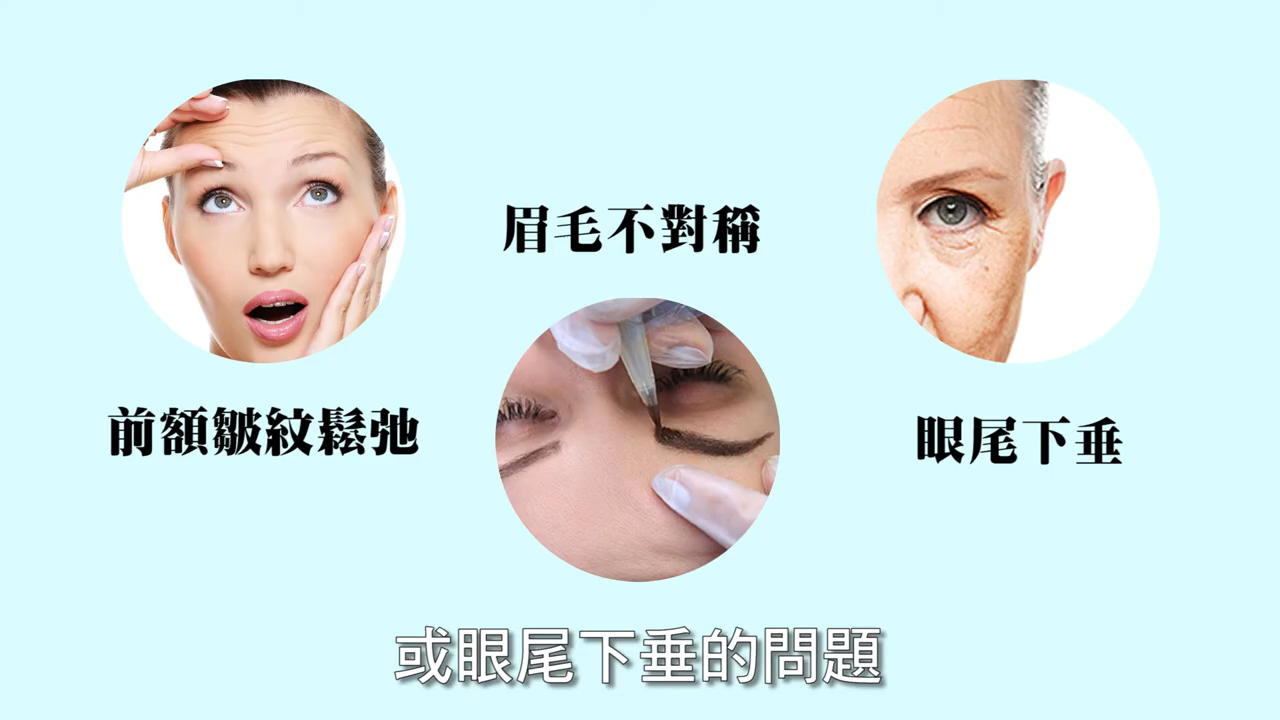 眉毛不對稱
前額皺紋鬆弛
眼尾下垂
或眼尾下垂的問題